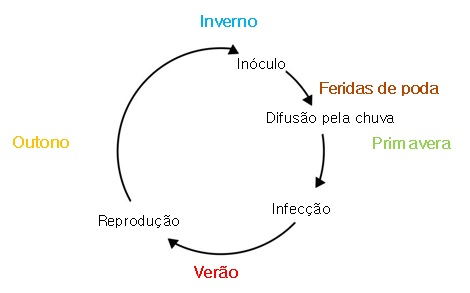 Inverno
Inóculo
Feridas de poda
Difusão pela chuva
Primavera
Infecção
Verão
Reprodução
Outono